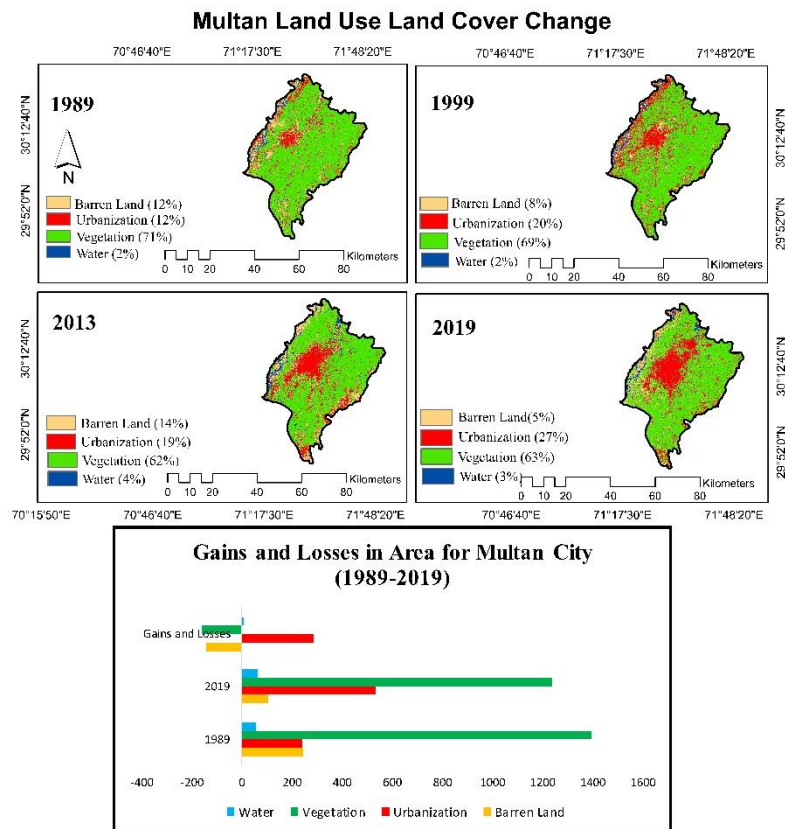 Multan Land Use Land Cover Change
70°46'40"E 71°17'30"E 71°48'20"E 70°46'40"E 71°17'30"E 71°48'20"E
1989
30°12'40"N
29°52'0"N
N
Barren Land (12%)
Urbanization (12%)
Vegetation (71%)
Water (2%)
0 10 20 40 60 80
Kilometers
1999
30°12'40"N
29°52'0"N
Barren Land (8%)
Urbanization (20%)
Vegetation (69%)
Water (2%)
0 10 20 40 60 80
Kilometers
2013
30°12'40"N
29°52'0"N
Barren Land (14%)
Urbanization (19%)
Vegetation (62%)
Water (4%)
0 10 20 40 60 80
Kilometers
2019
30°12'40"N
29°52'0"N
Barren Land(5%)
Urbanization (27%)
Vegetation (63%)
Water (3%)
0 10 20 40 60 80
Kilometers
70°15'50"E 70°46'40"E 71°17'30"E 71°48'20"E 70°46'40"E 71°17'30"E 71°48'20"E
Gains and Losses in Area for Multan City
(1989-2019)
Gains and Losses
2019
1989
-400 -200 0 200 400 600 800 1000 1200 1400 1600
Water Vegetation Urbanization Barren Land